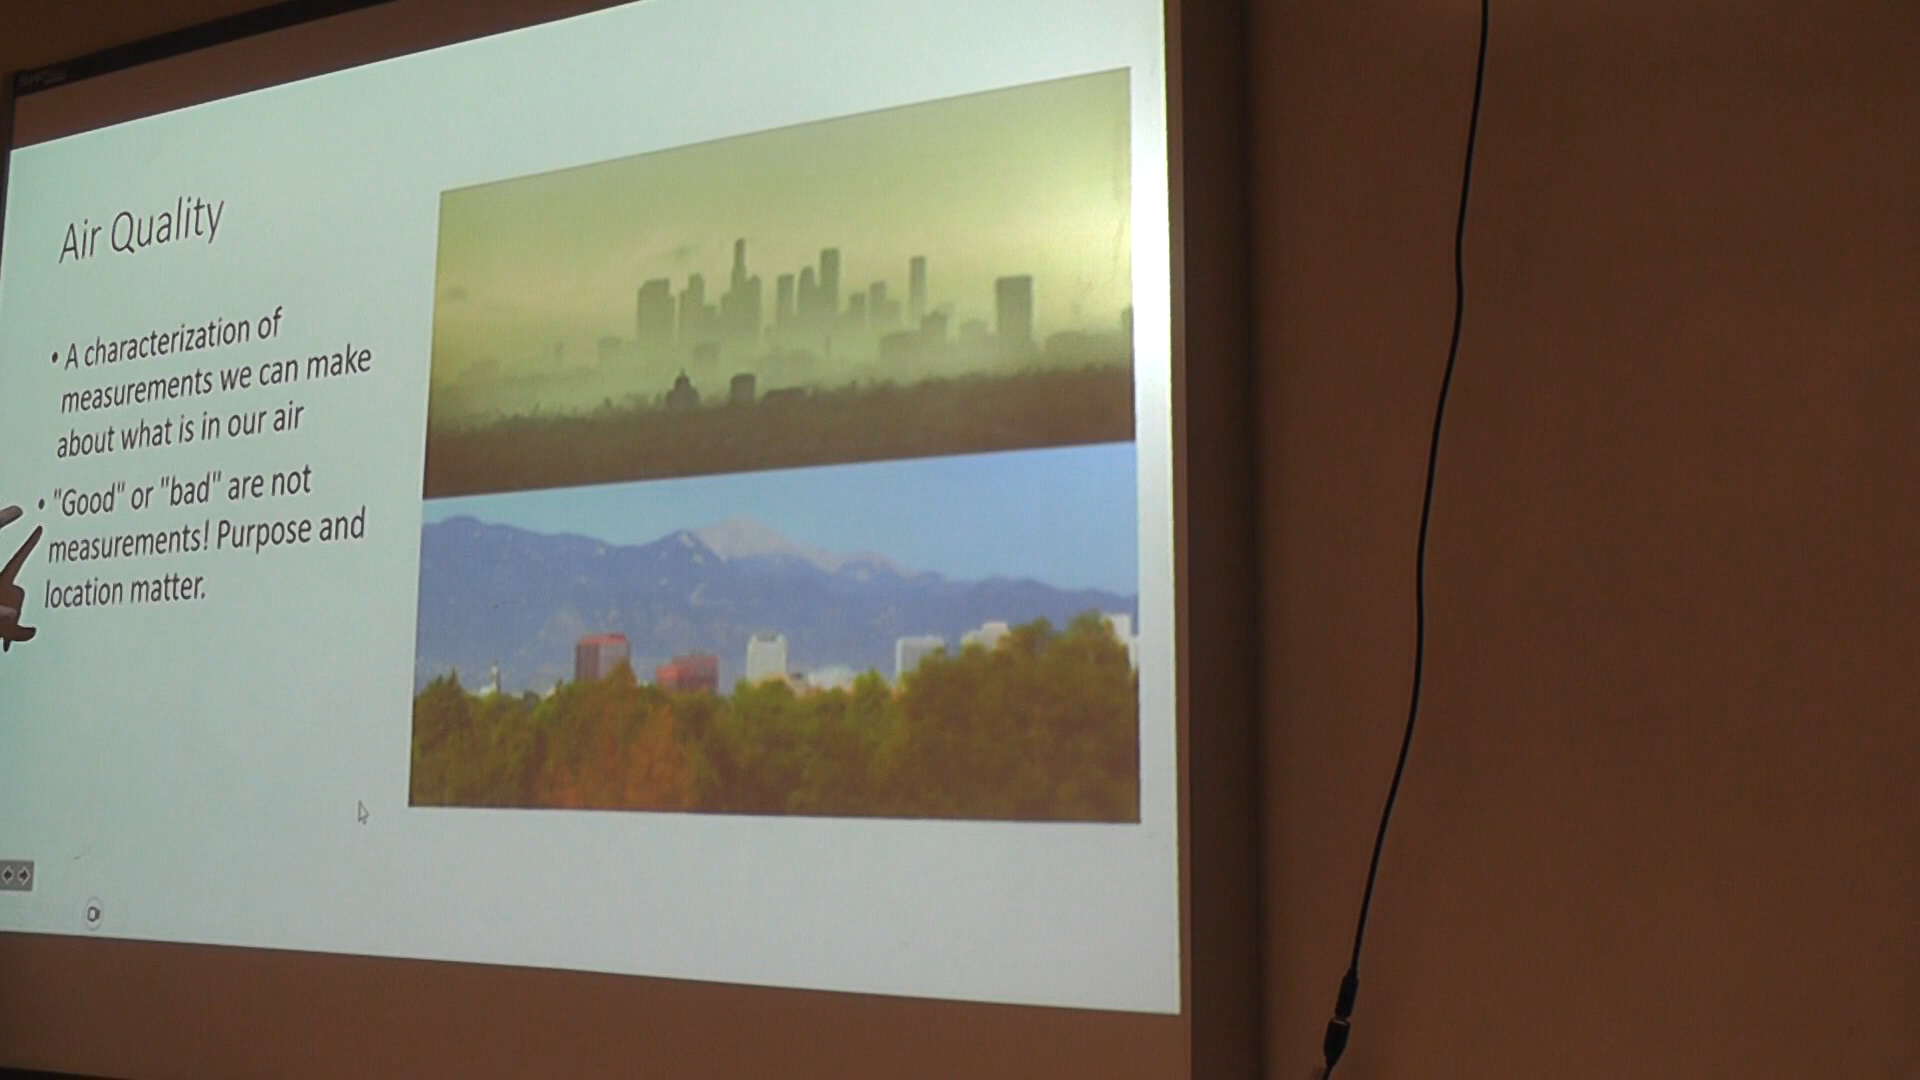 Air Quality
• A characterization of
measurements we can make
about what is in our air
• "Good" or "bad" are not
measurements! Purpose and
location matter.